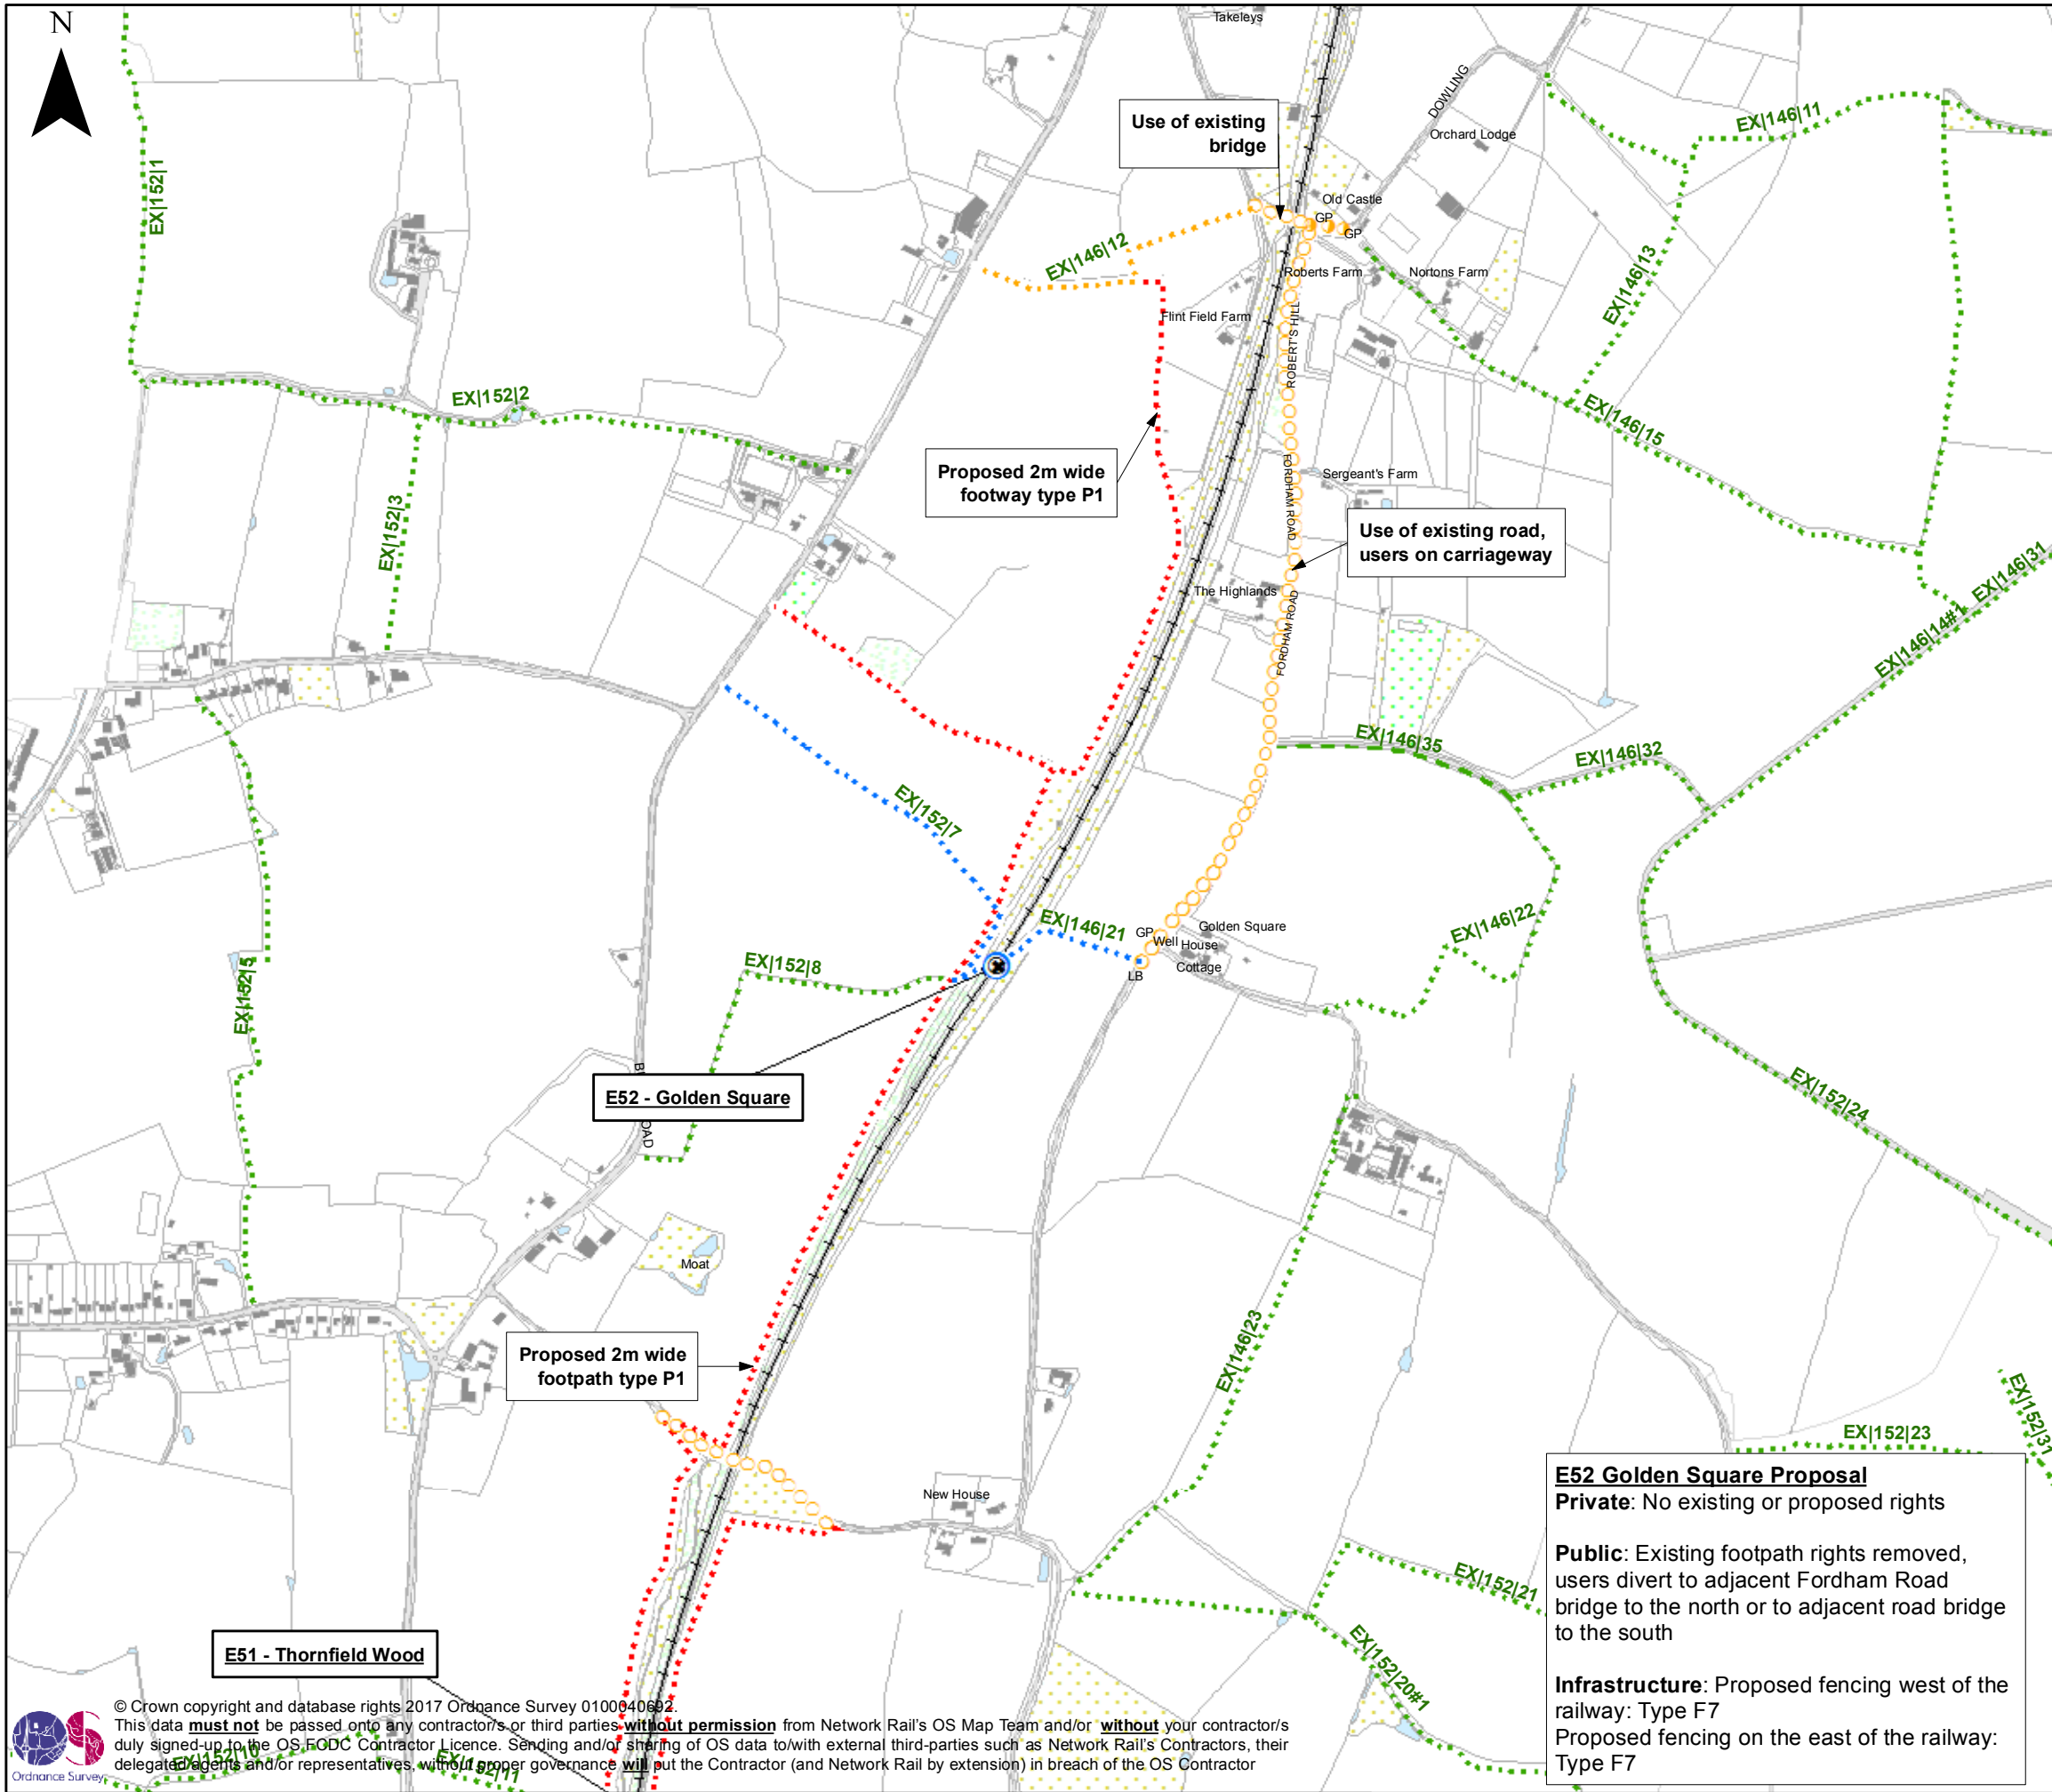 N
Takeleys
DOWLING
Use of existing
bridge
Orchard Lodge
EX|146|11
EX|152|1
Old Castle
GP
GP
EX|146|12
Roberts Farm
Nortons Farm
EX|146|13
Flint Field Farm
ROBERT'S HILL
EX|152|2
EX|146|15
Proposed 2m wide
footway type P1
FORDHAM ROAD
Sergeant's Farm
EX|152|3
Use of existing road,
users on carriageway
EX|146|31
The Highlands
FORDHAM ROAD
EX|146|14#1
EX|146|35
EX|146|32
EX|152|7
EX|146|21
Golden Square
GP
Well House
EX|146|22
Cottage
LB
EX|152|8
EX|152|5
E52 - Golden Square
OAD
EX|152|24
Moat
Proposed 2m wide
footpath type P1
EX|146|23
EX|152|31
EX|152|23
New House
E52 Golden Square Proposal
Private: No existing or proposed rights
Public: Existing footpath rights removed,
users divert to adjacent Fordham Road
bridge to the north or to adjacent road bridge
to the south
Infrastructure: Proposed fencing west of the
railway: Type F7
Proposed fencing on the east of the railway:
Type F7
EX|152|21
EX|152|20#1
E51 - Thornfield Wood
© Crown copyright and database rights 2017 Ordnance Survey 0100040692.
This data must not be passed onto any contractor/s or third parties without permission from Network Rail's OS Map Team and/or without your contractor/s
duly signed-up to the OS FCDC Contractor Licence. Sending and/or sharing of OS data to/with external third-parties such as Network Rail's Contractors, their
delegated agents and/or representatives, without proper governance will put the Contractor (and Network Rail by extension) in breach of the OS Contractor
EX|152|16
EX|152|11
Ordnance Survey